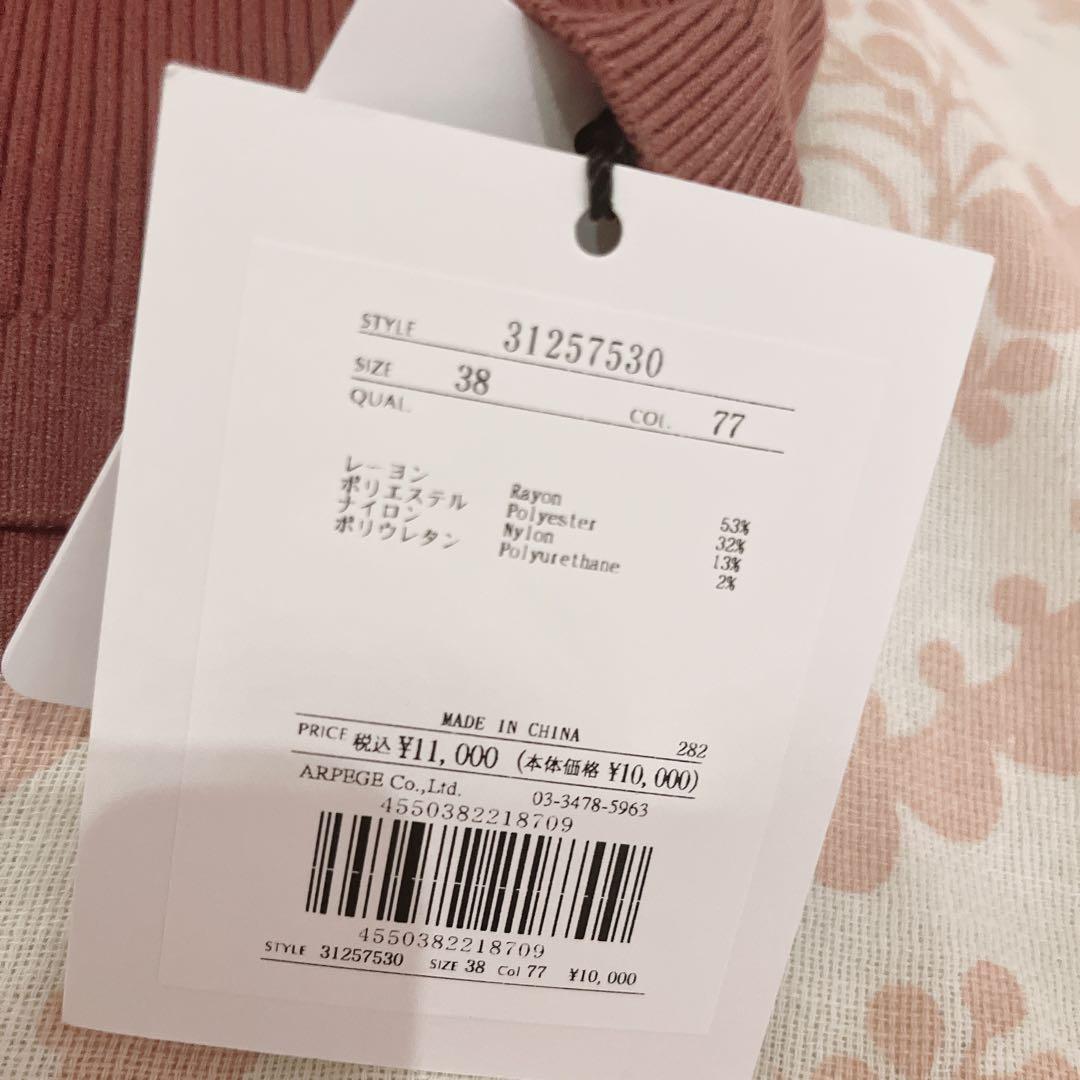 STYLE 31257530
SIZE 38 COL. 77
QUAL.
レーヨン Rayon 53%
ポリエステル Polyester 32%
ナイロン Nylon 13%
ポリウレタン Polyurethane 2%
MADE IN CHINA 282
PRICE 税込 ¥11,000 (本体価格 ¥10,000)
ARPEGE Co.,Ltd. 03-3478-5963
4550382218709
4550382218709
STYLE 31257530 SIZE 38 Col 77 ¥10,000